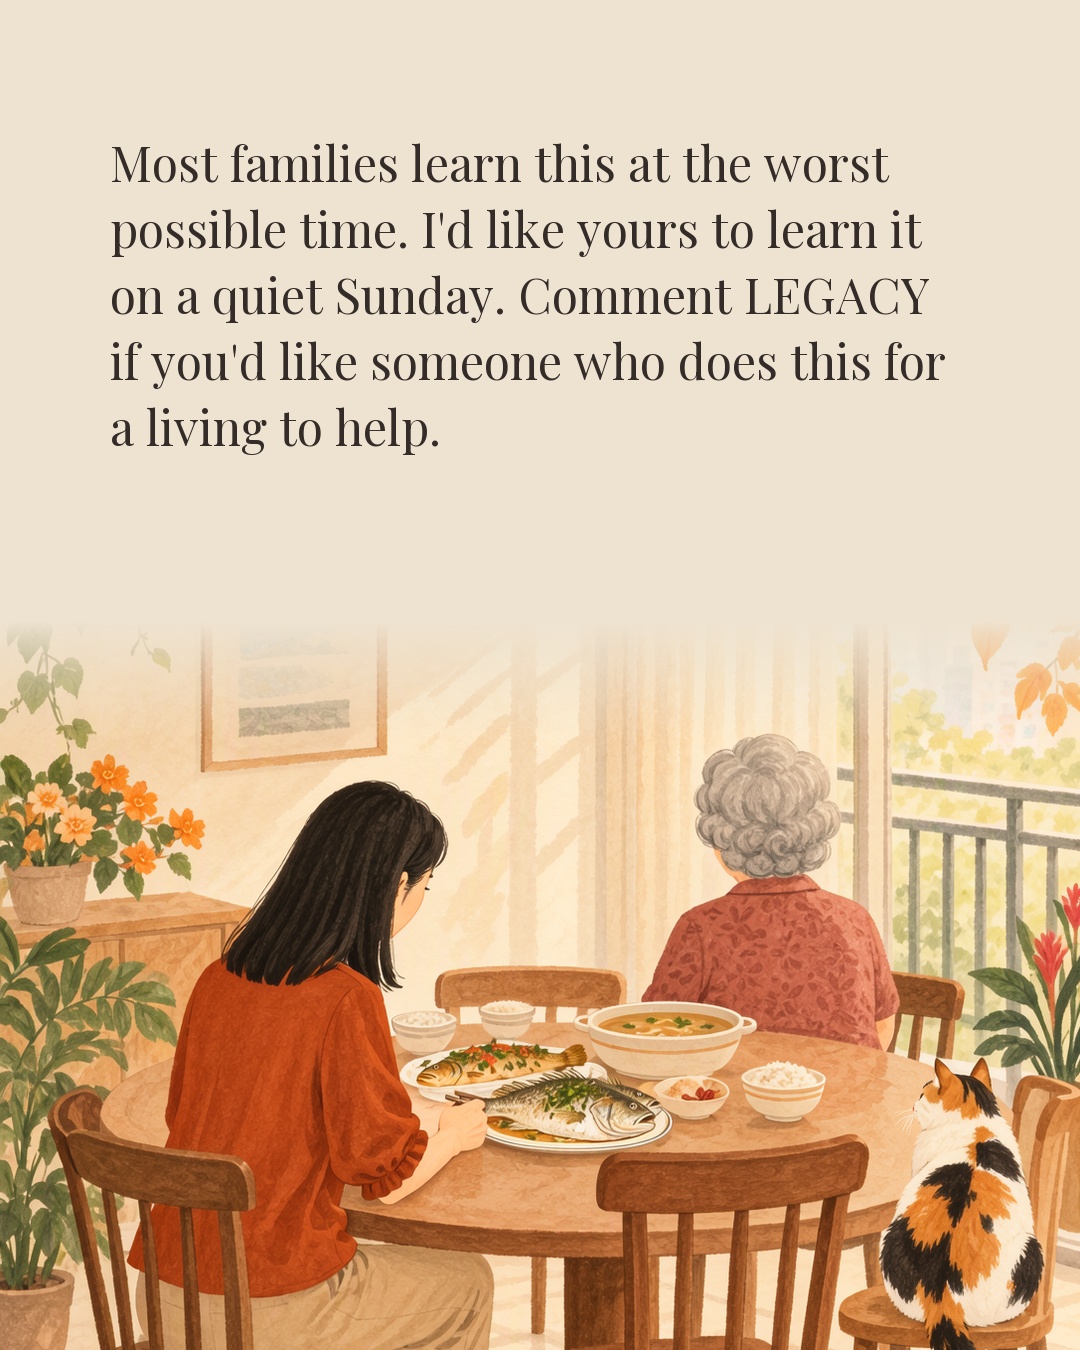 Most families learn this at the worst
possible time. I'd like yours to learn it
on a quiet Sunday. Comment LEGACY
if you'd like someone who does this for
a living to help.